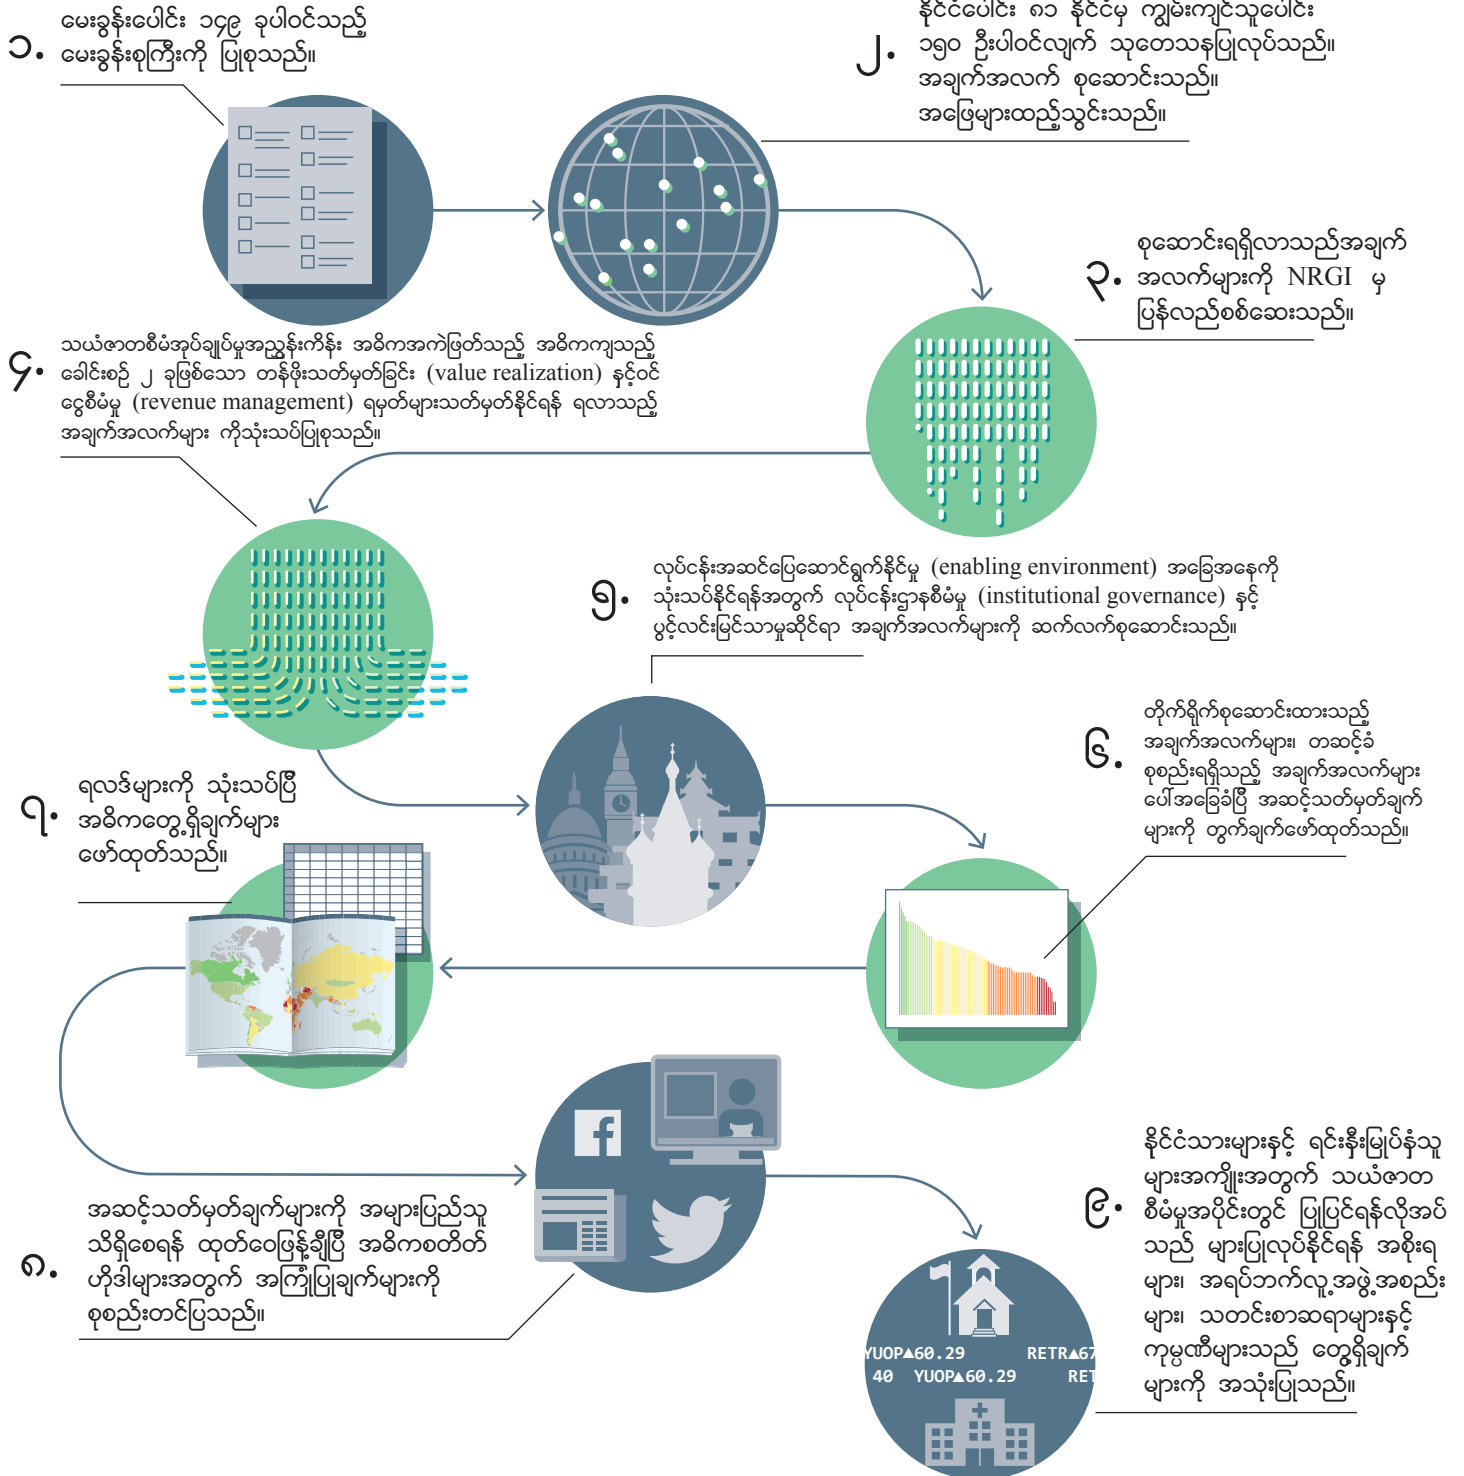 ၁. မေးခွန်းပေါင်း ၁၄၉ ခုပါဝင်သည့်
မေးခွန်းစုကြီးကို ပြုစုသည်။
၂. နိုင်ငံပေါင်း ၈၁ နိုင်ငံမှ ကျွမ်းကျင်သူပေါင်း
၁၅၀ ဦးပါဝင်လျက် သုတေသနပြုလုပ်သည်။
အချက်အလက် စုဆောင်းသည်။
အဖြေများထည့်သွင်းသည်။
၃. စုဆောင်းရရှိလာသည်အချက်
အလက်များကို NRGI မှ
ပြန်လည်စစ်ဆေးသည်။
၄. သယံဇာတစီမံအုပ်ချုပ်မှုအညွှန်းကိန်း အဓိကအကဲဖြတ်သည့် အဓိကကျသည့်
ခေါင်းစဉ် ၂ ခုဖြစ်သော တန်ဖိုးသတ်မှတ်ခြင်း (value realization) နှင့်ဝင်
ငွေစီမံမှု (revenue management) ရမှတ်များသတ်မှတ်နိုင်ရန် ရလာသည့်
အချက်အလက်များ ကိုသုံးသပ်ပြုစုသည်။
၅. လုပ်ငန်းအဆင်ပြေဆောင်ရွက်နိုင်မှု (enabling environment) အခြေအနေကို
သုံးသပ်နိုင်ရန်အတွက် လုပ်ငန်းဌာနစီမံမှု (institutional governance) နှင့်
ပွင့်လင်းမြင်သာမှုဆိုင်ရာ အချက်အလက်များကို ဆက်လက်စုဆောင်းသည်။
၆. တိုက်ရိုက်စုဆောင်းထားသည့်
အချက်အလက်များ၊ တဆင့်ခံ
စုစည်းရရှိသည့် အချက်အလက်များ
ပေါ်အခြေခံပြီ အဆင့်သတ်မှတ်ချက်
များကို တွက်ချက်ဖော်ထုတ်သည်။
၇. ရလဒ်များကို သုံးသပ်ပြီ
အဓိကတွေ့ရှိချက်များ
ဖော်ထုတ်သည်။
၈. အဆင့်သတ်မှတ်ချက်များကို အများပြည်သူ
သိရှိစေရန် ထုတ်ဝေဖြန့်ချီပြီ အဓိကစတိတ်
ဟိုဒါများအတွက် အကြံပြုချက်များကို
စုစည်းတင်ပြသည်။
၉. နိုင်ငံသားများနှင့် ရင်းနှီးမြှုပ်နှံသူ
များအကျိုးအတွက် သယံဇာတ
စီမံမှုအပိုင်းတွင် ပြုပြင်ရန်လိုအပ်
သည် များပြုလုပ်နိုင်ရန် အစိုးရ
များ၊ အရပ်ဘက်လူ့အဖွဲ့အစည်း
များ၊ သတင်းစာဆရာများနှင့်
ကုမ္ပဏီများသည် တွေ့ရှိချက်
များကို အသုံးပြုသည်။
YUOP▲60.29 RETR▲67
40 YUOP▲60.29 RET